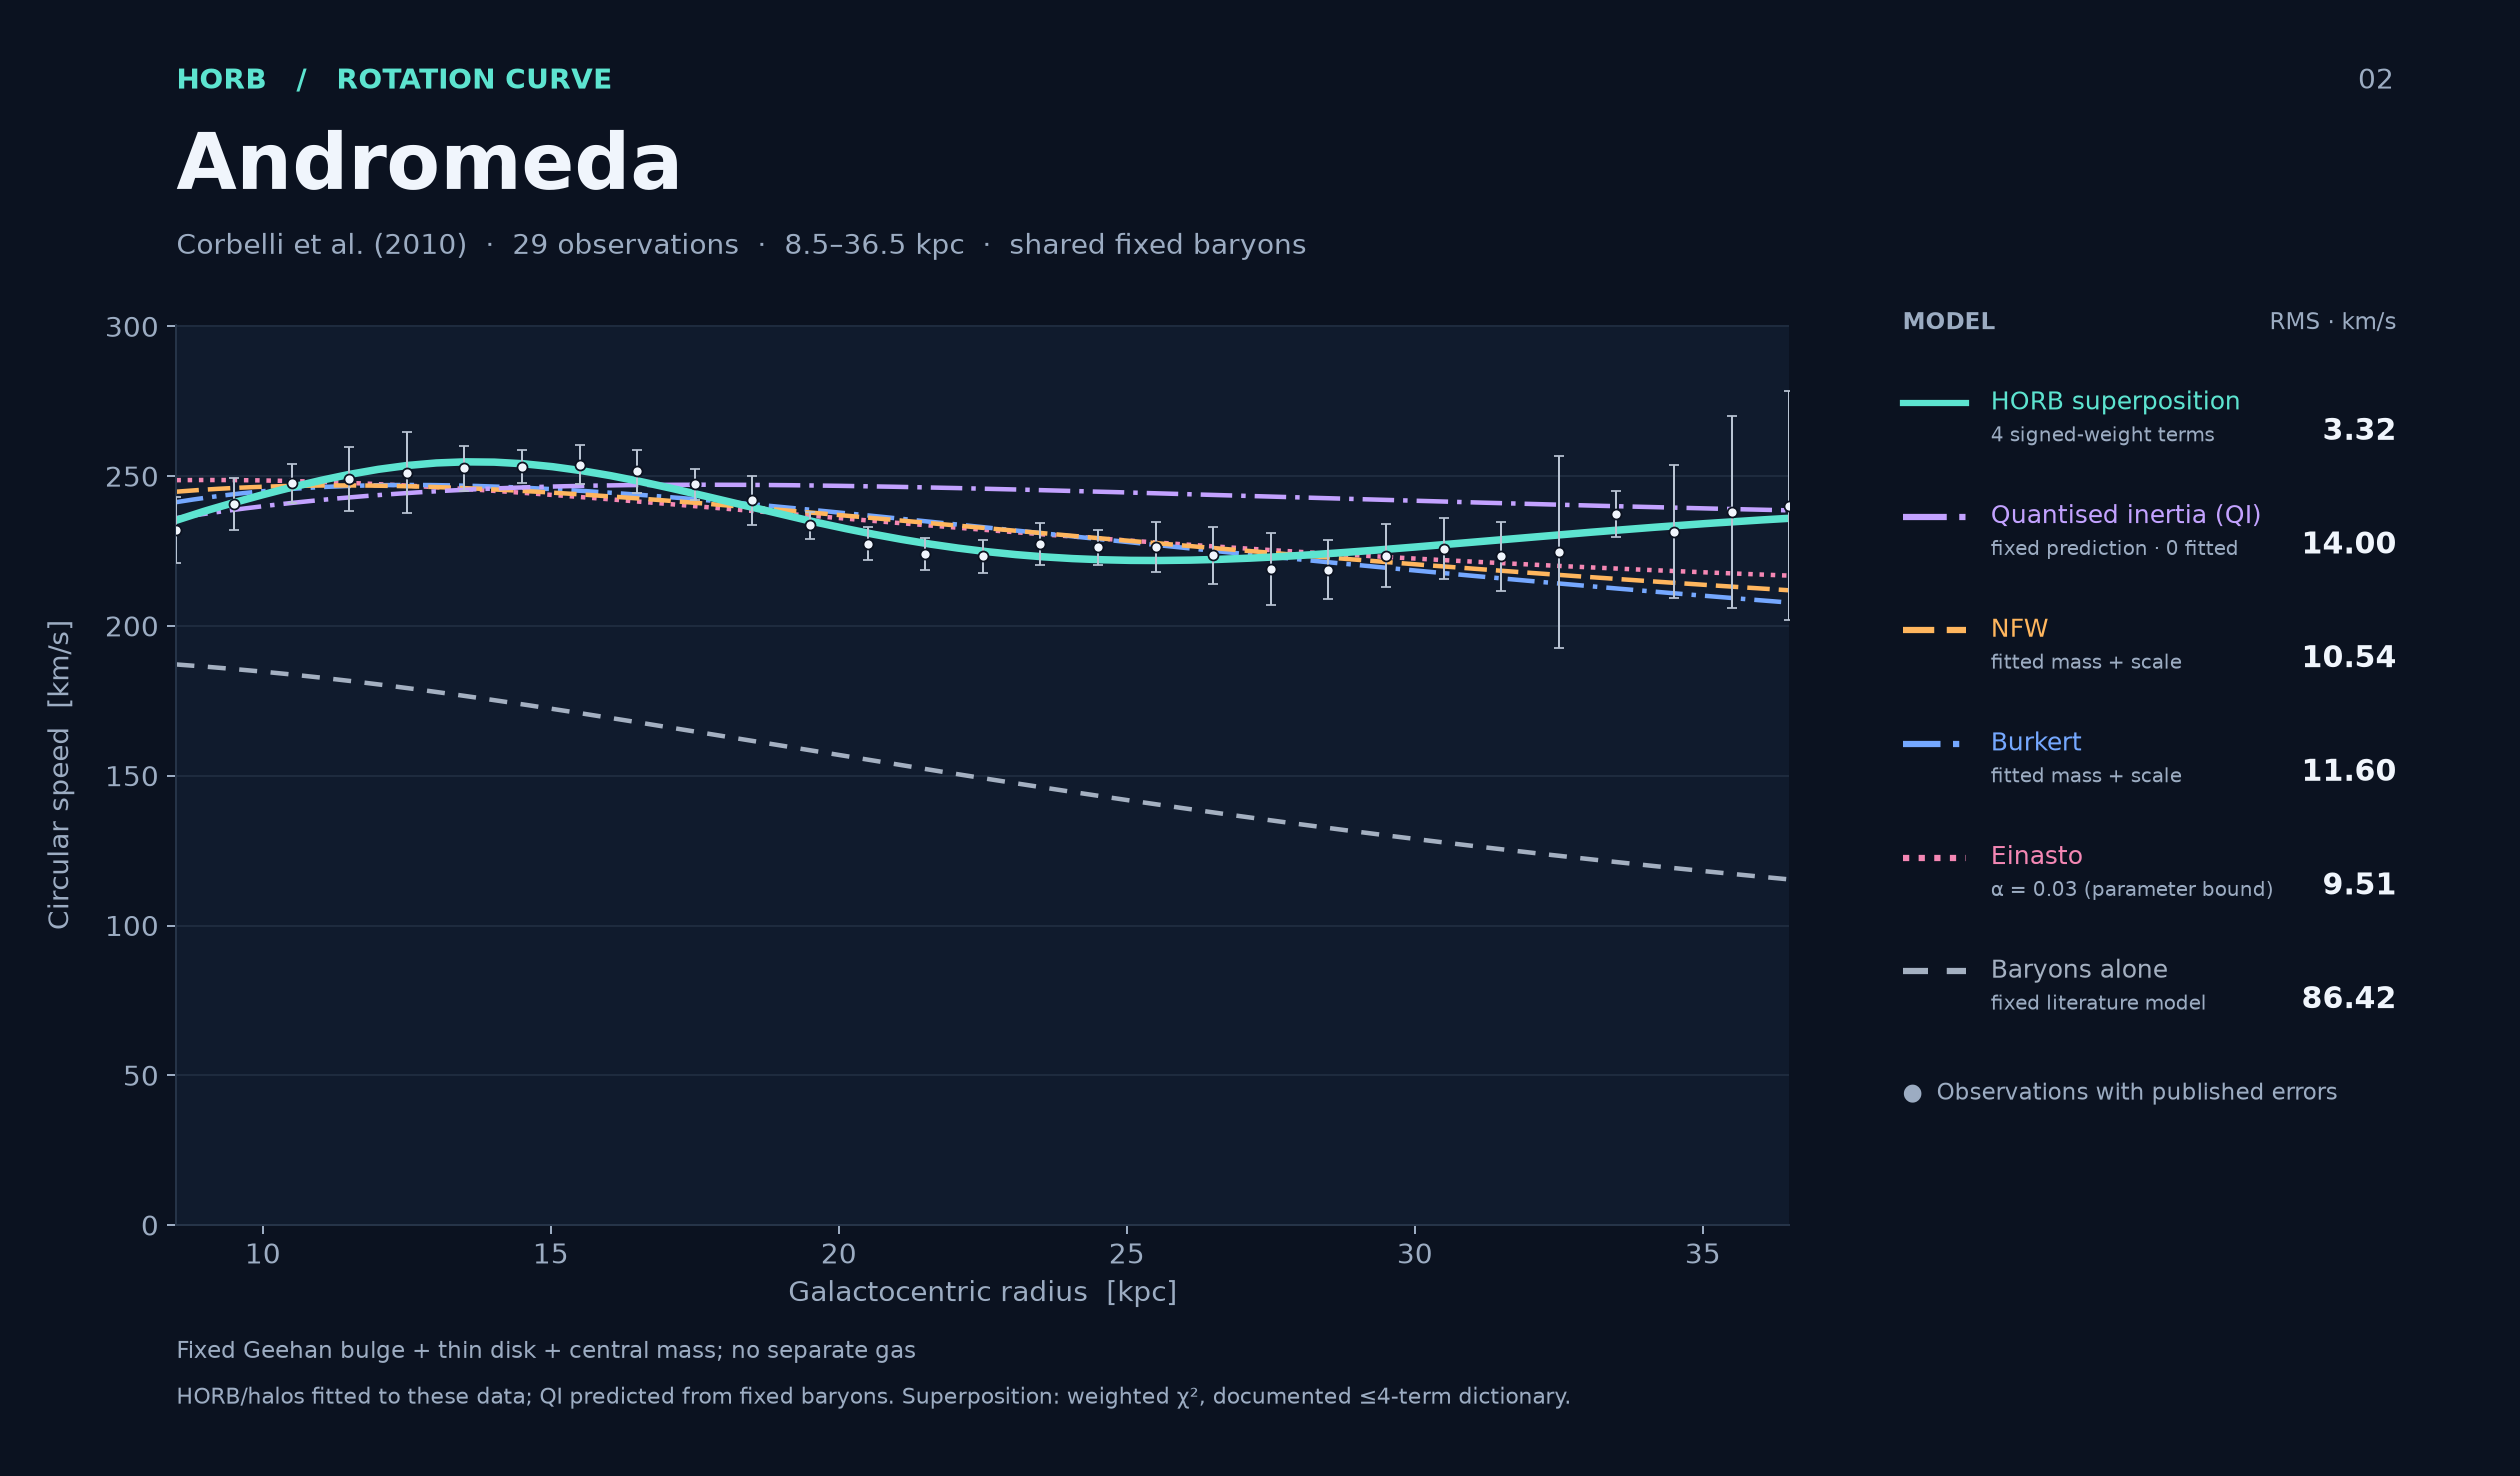 HORB / ROTATION CURVE
02
Andromeda
Corbelli et al. (2010) · 29 observations · 8.5–36.5 kpc · shared fixed baryons
300
250
200
150
100
50
0
Circular speed [km/s]
10 15 20 25 30 35
Galactocentric radius [kpc]
MODEL RMS · km/s
HORB superposition
4 signed-weight terms 3.32
Quantised inertia (QI)
fixed prediction · 0 fitted 14.00
NFW
fitted mass + scale 10.54
Burkert
fitted mass + scale 11.60
Einasto
α = 0.03 (parameter bound) 9.51
Baryons alone
fixed literature model 86.42
Observations with published errors
Fixed Geehan bulge + thin disk + central mass; no separate gas
HORB/halos fitted to these data; QI predicted from fixed baryons. Superposition: weighted χ², documented ≤4-term dictionary.